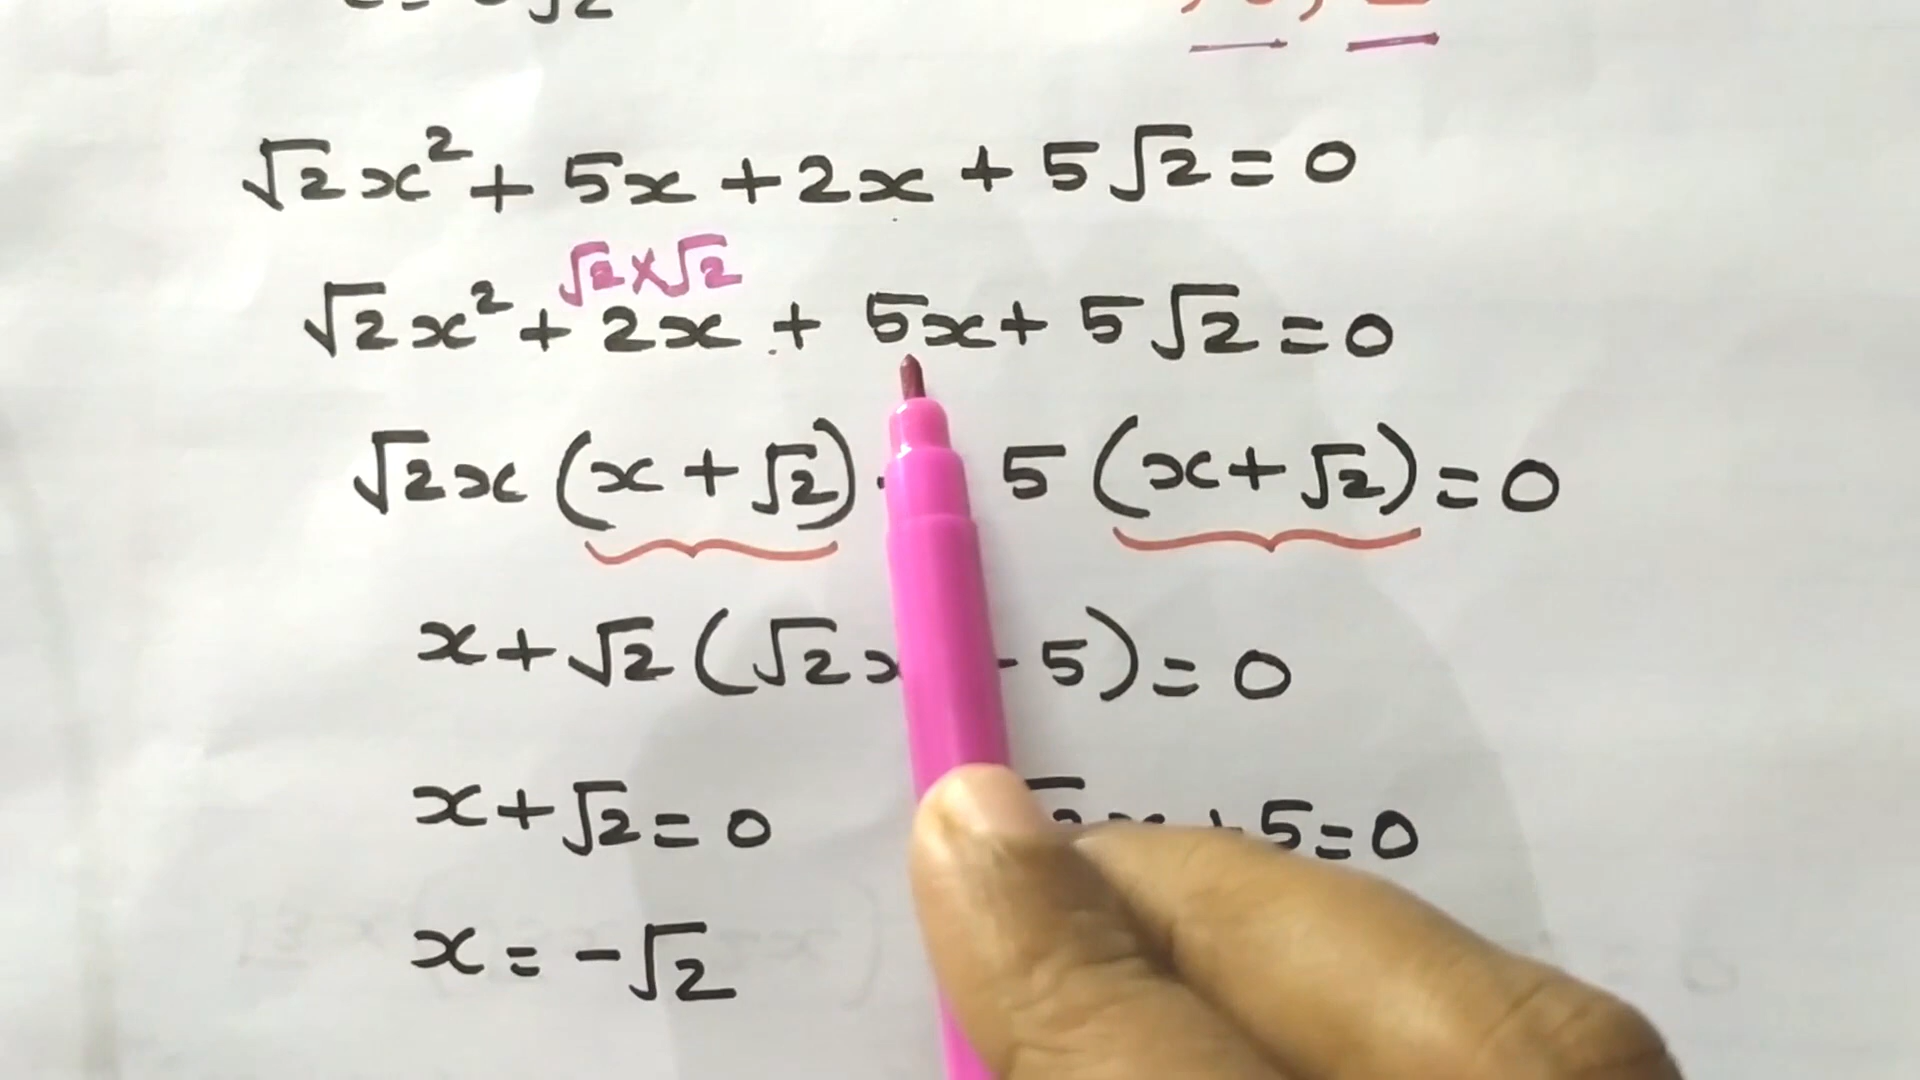 √2x² + 5x + 2x + 5√2 = 0
√2 x √2
√2x² + 2x + 5x + 5√2 = 0
√2x (x + √2) 5 (x + √2) = 0
x + √2 (√2x 5) = 0
x + √2 = 0 x + 5 = 0
x = -√2